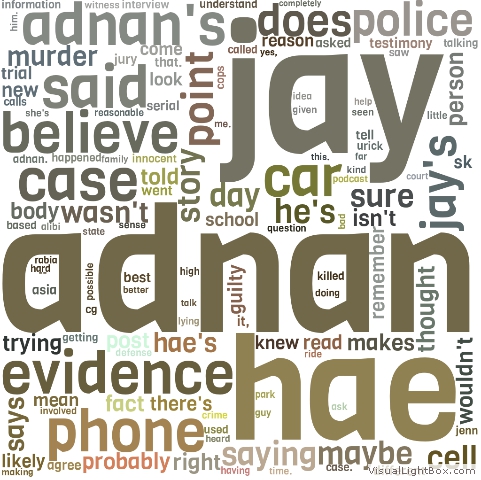 information witness interview understand completely
him. adnan's jury come that. does police
reason asked called yes, testimony talking
murder saw
trial new said look point cops jay person
calls serial idea given help seen little
she's reasonable me. tell urick far
believe
adnan. happened family innocent story this. kind podcast jay's sk
case told went day car sure court
body wasn't school he's bad isn't
based alibi state sense question
adnan
rabia hard asia possible cg best better high talk lying guilty it, killed doing remember thought
trying getting post defense hae's knew read ride makes wouldn't
evidence hae park guy ask
says mean involved fact there's crime
phone used heard jenn
likely making agree probably right having saying time. maybe case. cell
VisualLightBox.com